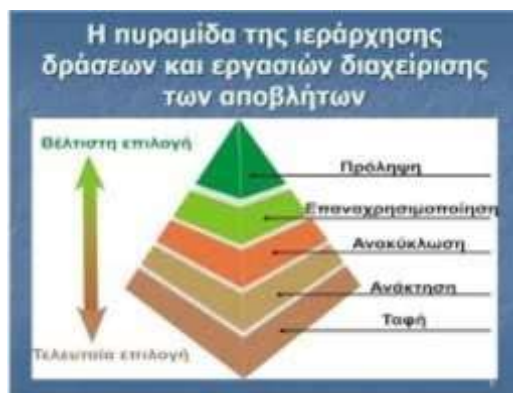 Η πυραμίδα της ιεράρχησης
δράσεων και εργασιών διαχείρισης
των αποβλήτων
Βέλτιστη επιλογή
Πρόληψη
Επαναχρησιμοποίηση
Ανακύκλωση
Ανάκτηση
Ταφή
Τελευταία επιλογή